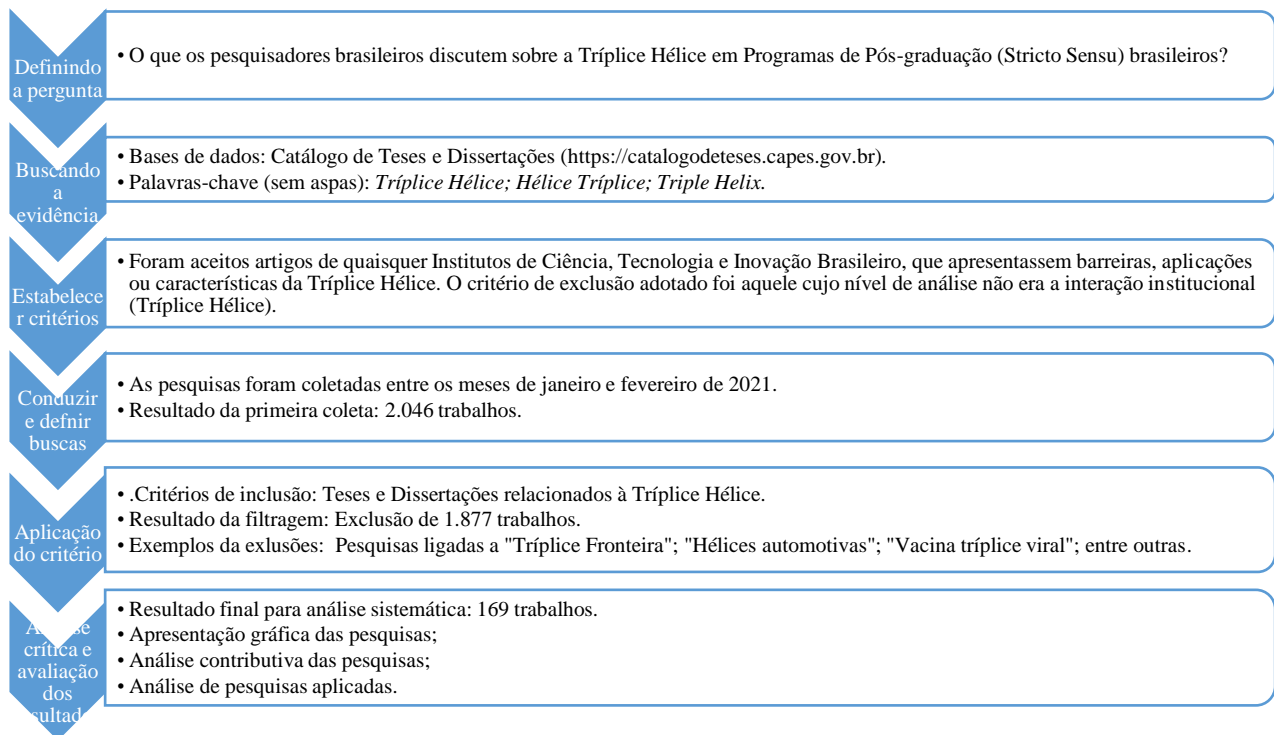 Definindo
a pergunta
• O que os pesquisadores brasileiros discutem sobre a Tríplice Hélice em Programas de Pós-graduação (Stricto Sensu) brasileiros?
Buscando
a
evidência
• Bases de dados: Catálogo de Teses e Dissertações (https://catalogodeteses.capes.gov.br).
• Palavras-chave (sem aspas): Tríplice Hélice; Hélice Tríplice; Triple Helix.
Estabelece
r critérios
• Foram aceitos artigos de quaisquer Institutos de Ciência, Tecnologia e Inovação Brasileiro, que apresentassem barreiras, aplicações
ou características da Tríplice Hélice. O critério de exclusão adotado foi aquele cujo nível de análise não era a interação institucional
(Tríplice Hélice).
Conduzir
e defnir
buscas
• As pesquisas foram coletadas entre os meses de janeiro e fevereiro de 2021.
• Resultado da primeira coleta: 2.046 trabalhos.
Aplicação
do critério
• .Critérios de inclusão: Teses e Dissertações relacionados à Tríplice Hélice.
• Resultado da filtragem: Exclusão de 1.877 trabalhos.
• Exemplos da exlusões: Pesquisas ligadas a "Tríplice Fronteira"; "Hélices automotivas"; "Vacina tríplice viral"; entre outras.
crítica e
avaliação
dos
• Resultado final para análise sistemática: 169 trabalhos.
• Apresentação gráfica das pesquisas;
• Análise contributiva das pesquisas;
• Análise de pesquisas aplicadas.